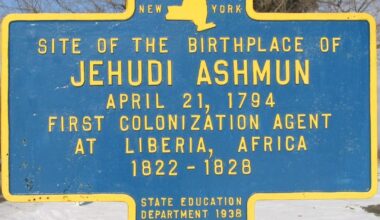 NEW YORK
SITE OF THE BIRTHPLACE OF
JEHUDI ASHMUN
APRIL 21, 1794
FIRST COLONIZATION AGENT
AT LIBERIA, AFRICA
1822 - 1828
STATE EDUCATION
DEPARTMENT 1938